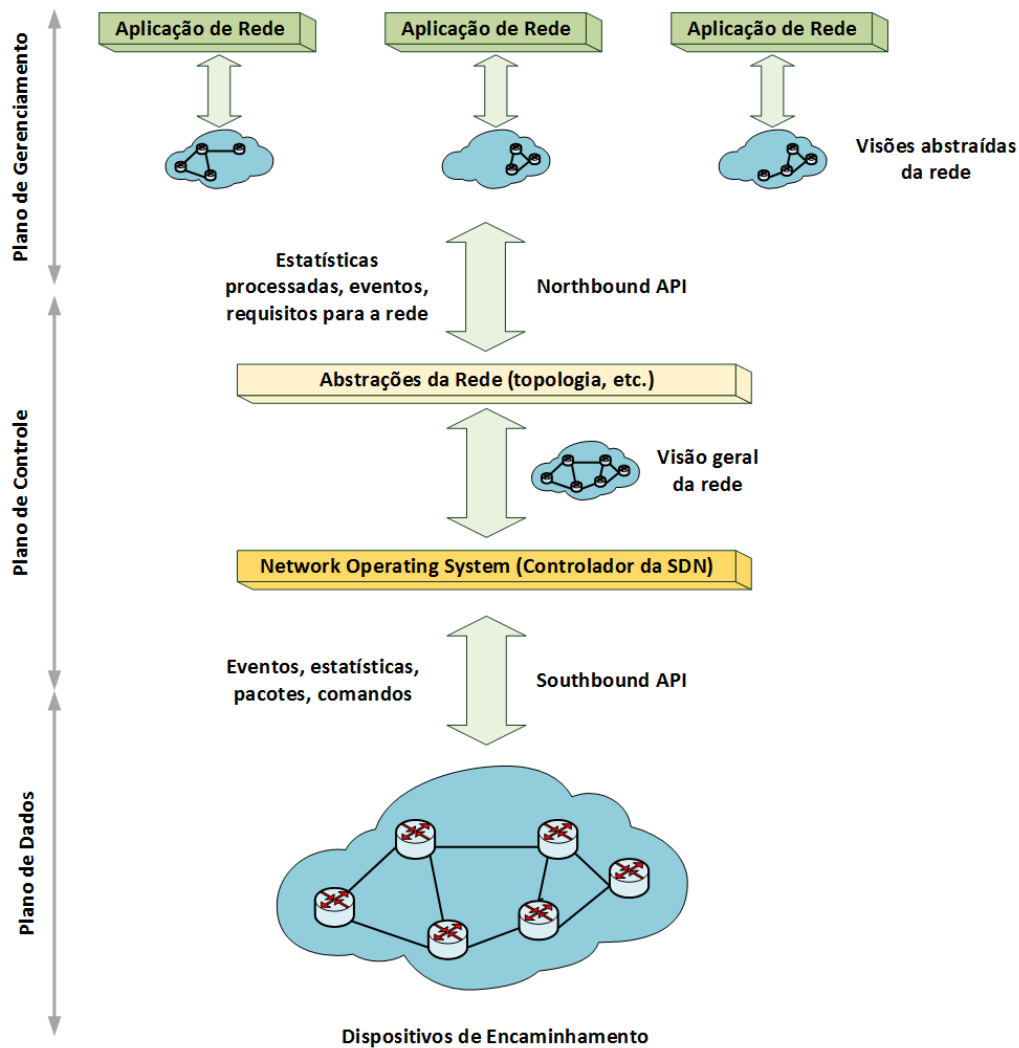 Aplicação de Rede
Aplicação de Rede
Aplicação de Rede
Plano de Gerenciamento
Visões abstraídas
da rede
Estatísticas
processadas, eventos,
requisitos para a rede
Northbound API
Abstrações da Rede (topologia, etc.)
Plano de Controle
Visão geral
da rede
Network Operating System (Controlador da SDN)
Eventos, estatísticas,
pacotes, comandos
Southbound API
Plano de Dados
Dispositivos de Encaminhamento